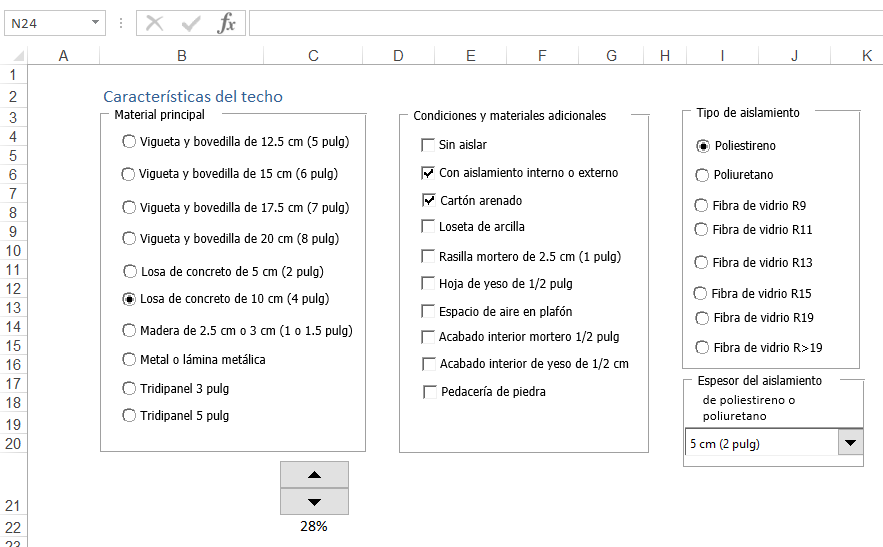 N24
fx
A B C D E F G H I J K
1
2
3
4
5
6
7
8
9
10
11
12
13
14
15
16
17
18
19
20
21
22
23
Características del techo
Material principal
Vigueta y bovedilla de 12.5 cm (5 pulg)
Vigueta y bovedilla de 15 cm (6 pulg)
Vigueta y bovedilla de 17.5 cm (7 pulg)
Vigueta y bovedilla de 20 cm (8 pulg)
Losa de concreto de 5 cm (2 pulg)
Losa de concreto de 10 cm (4 pulg)
Madera de 2.5 cm o 3 cm (1 o 1.5 pulg)
Metal o lámina metálica
Tridipanel 3 pulg
Tridipanel 5 pulg
28%
Condiciones y materiales adicionales
Sin aislar
Con aislamiento interno o externo
Cartón arenado
Loseta de arcilla
Rasilla mortero de 2.5 cm (1 pulg)
Hoja de yeso de 1/2 pulg
Espacio de aire en plafón
Acabado interior mortero 1/2 pulg
Acabado interior de yeso de 1/2 cm
Pedacería de piedra
Tipo de aislamiento
Poliestireno
Poliuretano
Fibra de vidrio R9
Fibra de vidrio R11
Fibra de vidrio R13
Fibra de vidrio R15
Fibra de vidrio R19
Fibra de vidrio R>19
Espesor del aislamiento
de poliestireno o
poliuretano
5 cm (2 pulg)